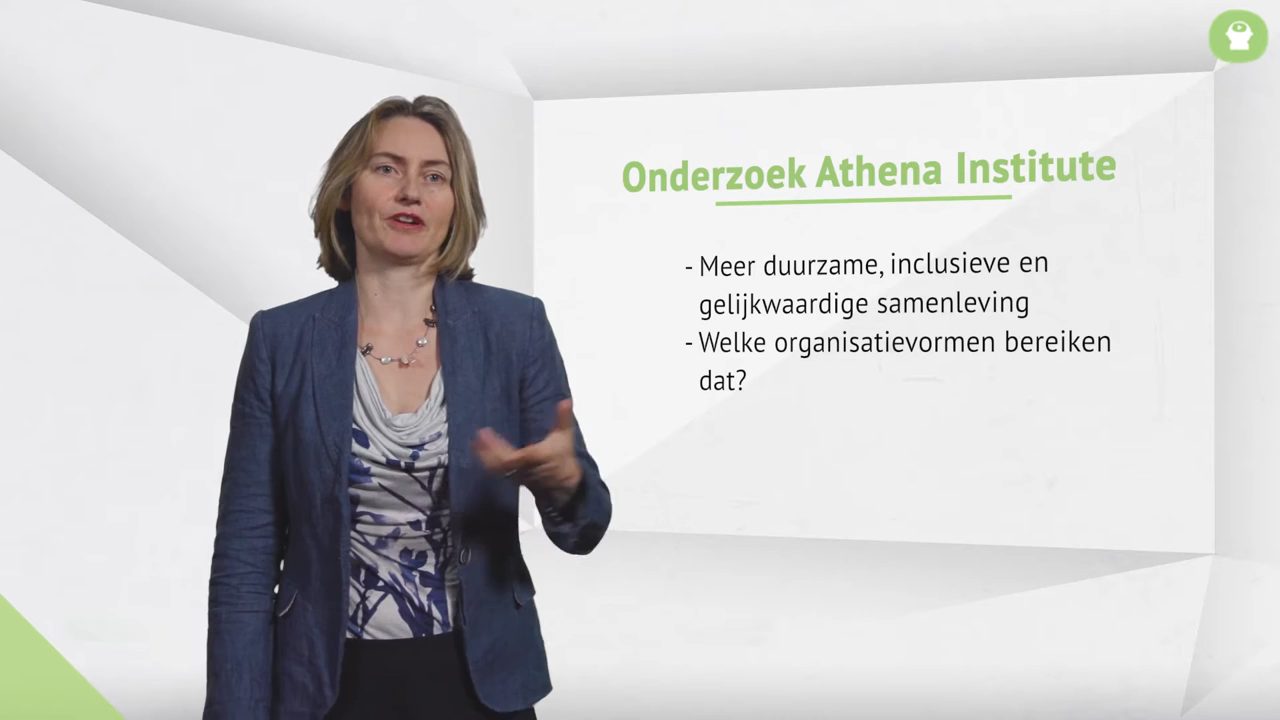 Onderzoek Athena Institute
- Meer duurzame, inclusieve en
gelijkwaardige samenleving
- Welke organisatievormen bereiken
dat?